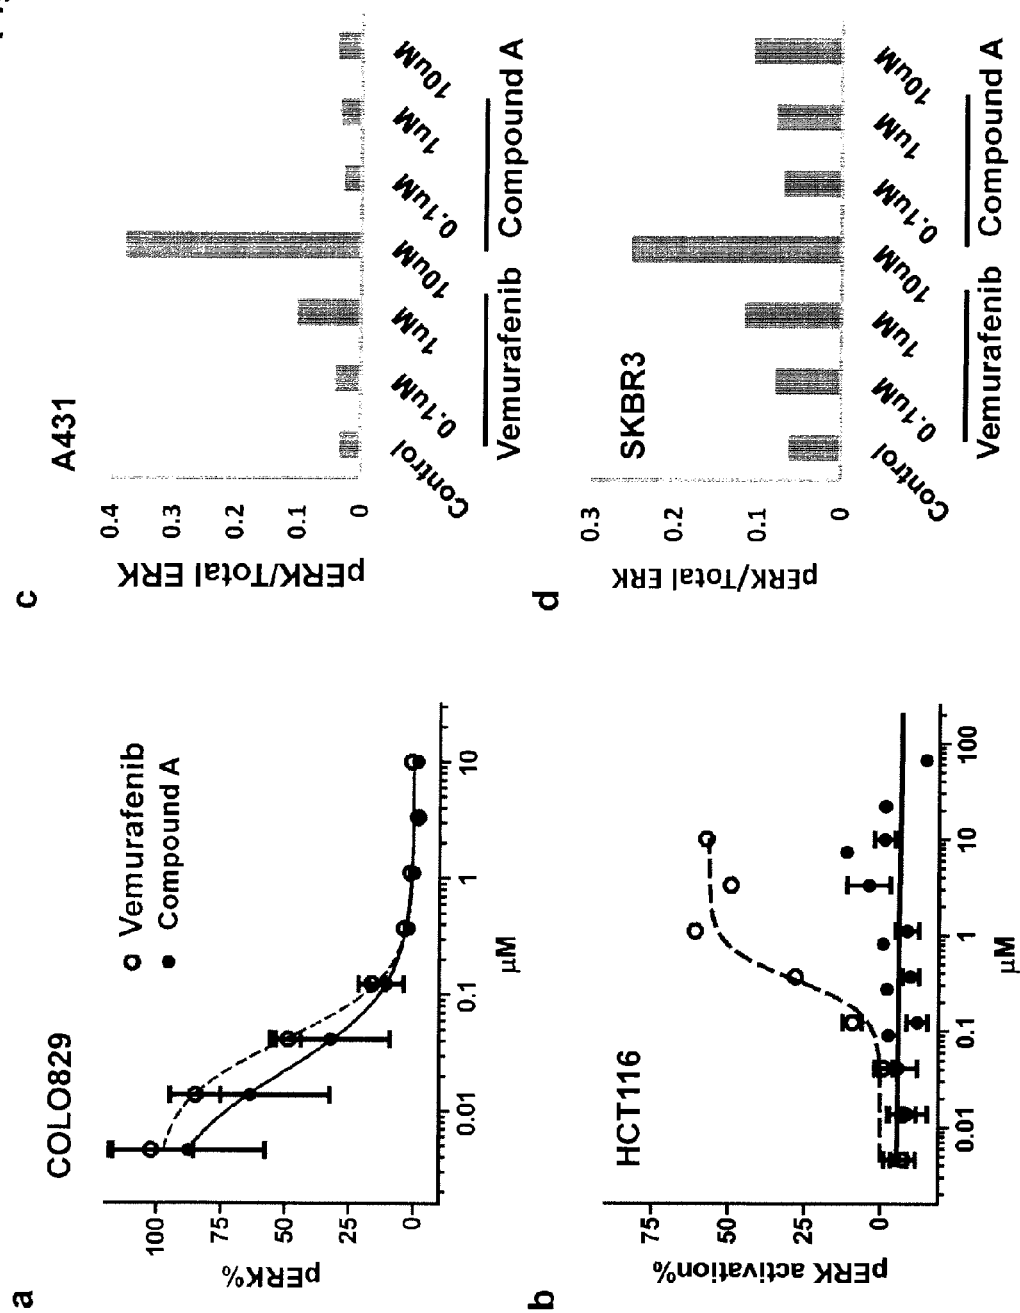 a
COLO829
Vemurafenib
Compound A
pERK%
100
75
50
25
0
0.01
0.1
1
10
µM
b
HCT116
pERK activation%
75
50
25
0
0.01
0.1
1
10
100
µM
c
A431
pERK/Total ERK
0.4
0.3
0.2
0.1
0
Control
0.1uM
1uM
10uM
0.1uM
1uM
10uM
Vemurafenib
Compound A
d
SKBR3
pERK/Total ERK
0.3
0.2
0.1
0
Control
0.1uM
1uM
10uM
0.1uM
1uM
10uM
Vemurafenib
Compound A